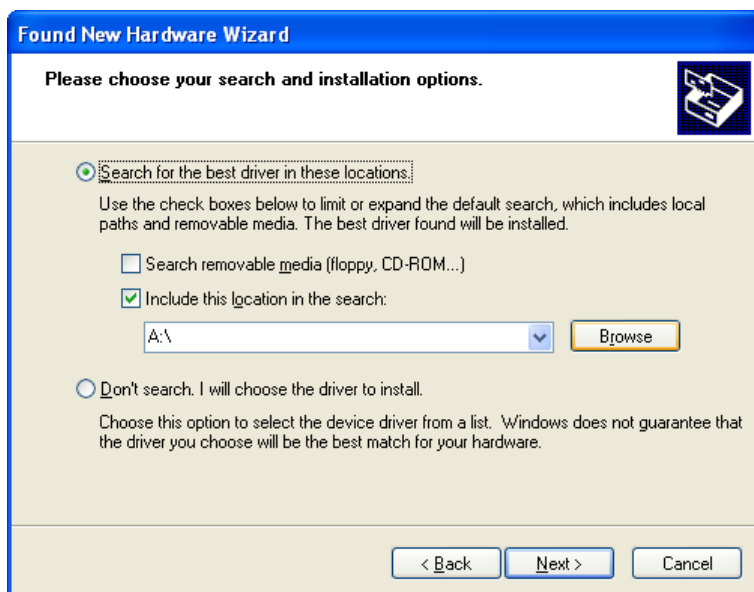 Found New Hardware Wizard
Please choose your search and installation options.
Search for the best driver in these locations.
Use the check boxes below to limit or expand the default search, which includes local
paths and removable media. The best driver found will be installed.
Search removable media (floppy, CD-ROM...)
Include this location in the search:
A:\
Browse
Don't search. I will choose the driver to install.
Choose this option to select the device driver from a list. Windows does not guarantee that
the driver you choose will be the best match for your hardware.
< Back
Next >
Cancel